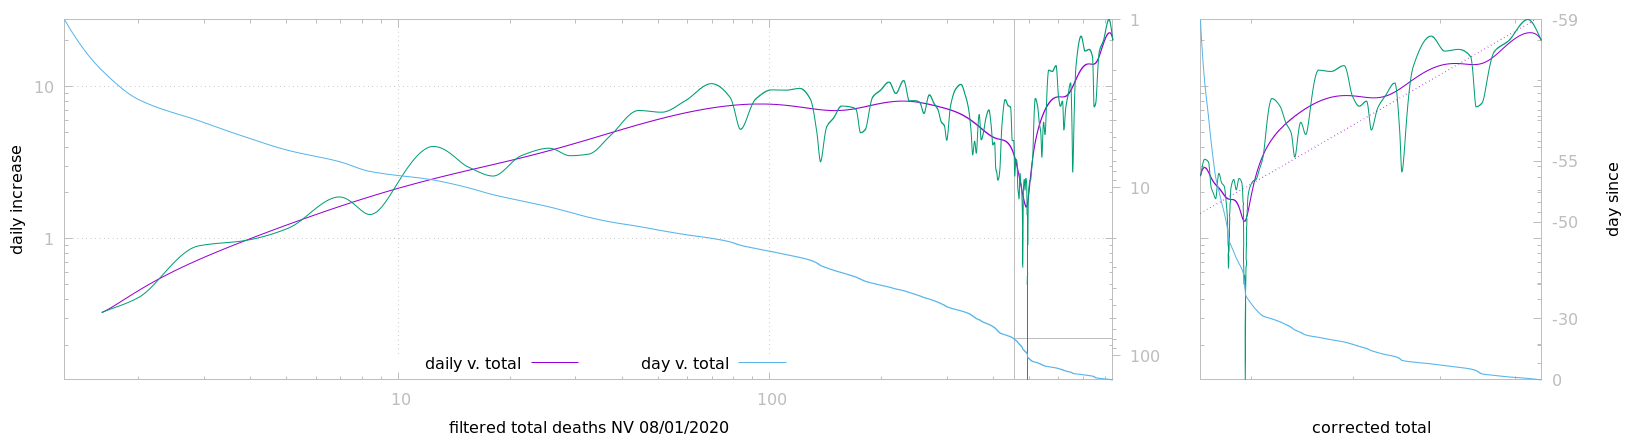 1
-59
10
-55
daily increase
10
-50
day since
1
-30
daily v. total
day v. total
100
0
10
100
filtered total deaths NV 08/01/2020
corrected total